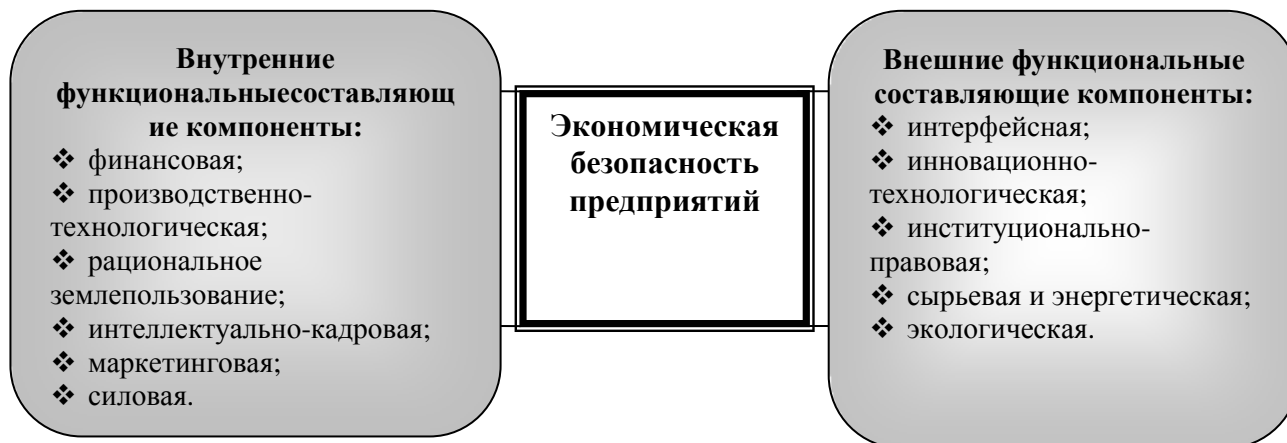 Внутренние
функциональныесоставляющ
ие компоненты:
❖ финансовая;
❖ производственно-
технологическая;
❖ рациональное
землепользование;
❖ интеллектуально-кадровая;
❖ маркетинговая;
❖ силовая.
Экономическая
безопасность
предприятий
Внешние функциональные
составляющие компоненты:
❖ интерфейсная;
❖ инновационно-
технологическая;
❖ институционально-
правовая;
❖ сырьевая и энергетическая;
❖ экологическая.